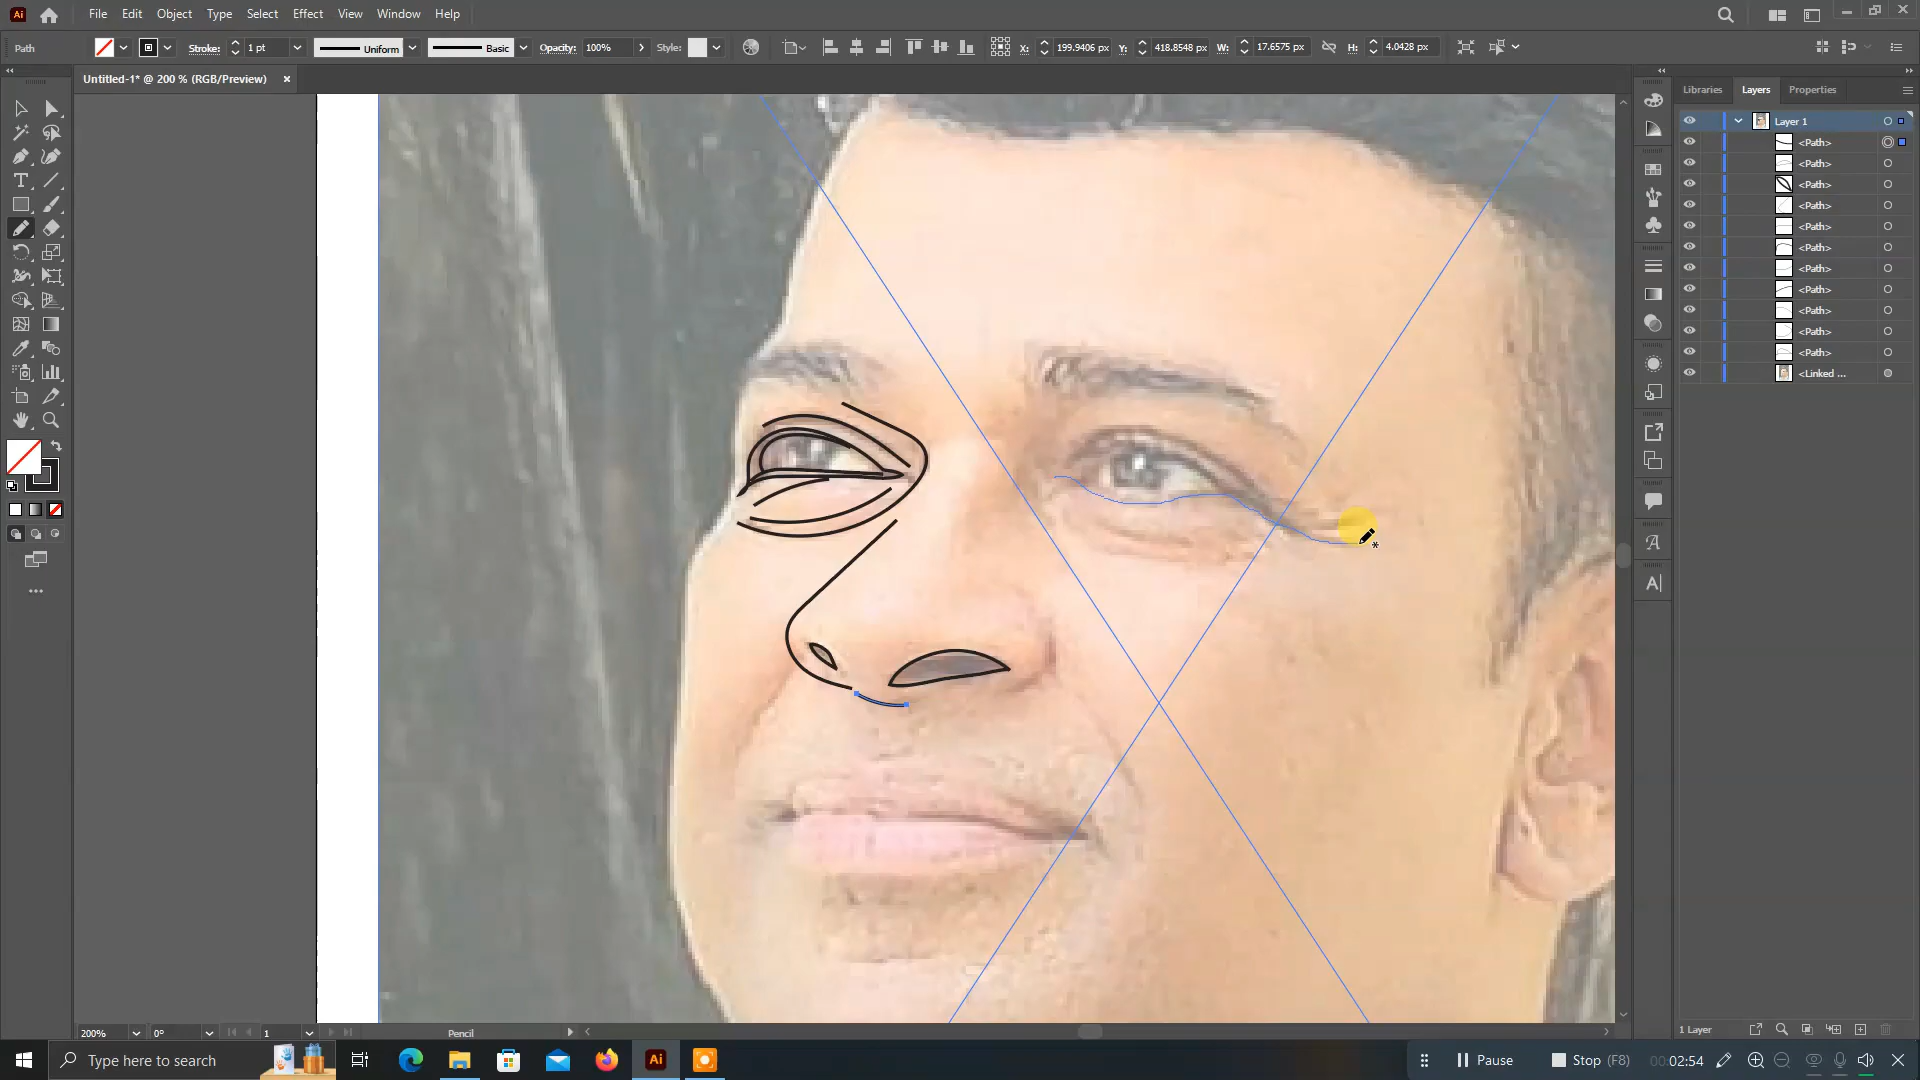 Ai File Edit Object Type Select Effect View Window Help
Path Stroke: 1 pt Uniform Basic Opacity: 100% Style: X: 199.9406 px Y: 418.8548 px W: 17.6575 px H: 4.0428 px
Untitled-1* @ 200 % (RGB/Preview)
Libraries Layers Properties
Layer 1
<Path>
<Path>
<Path>
<Path>
<Path>
<Path>
<Path>
<Path>
<Path>
<Path>
<Path>
<Linked ...
200% 0° 1 Pencil
1 Layer
Type here to search Ai Pause Stop (F8) 00:02:54